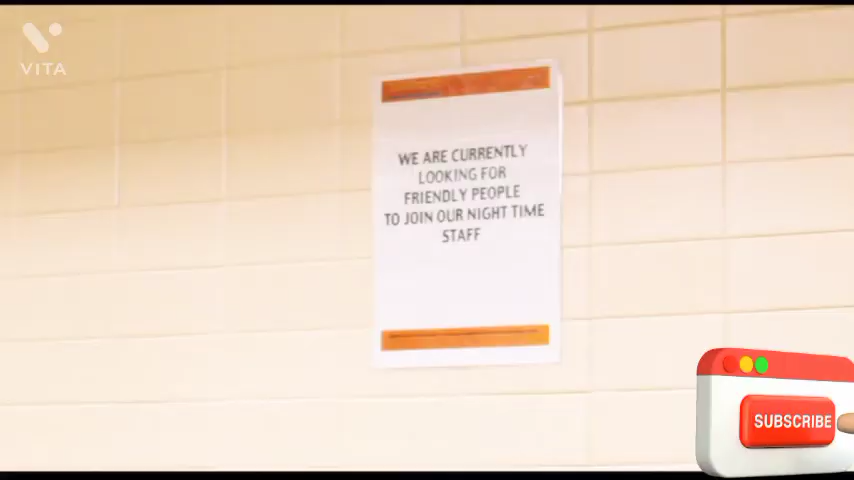 VITA
WE ARE CURRENTLY
LOOKING FOR
FRIENDLY PEOPLE
TO JOIN OUR NIGHT TIME
STAFF
SUBSCRIBE